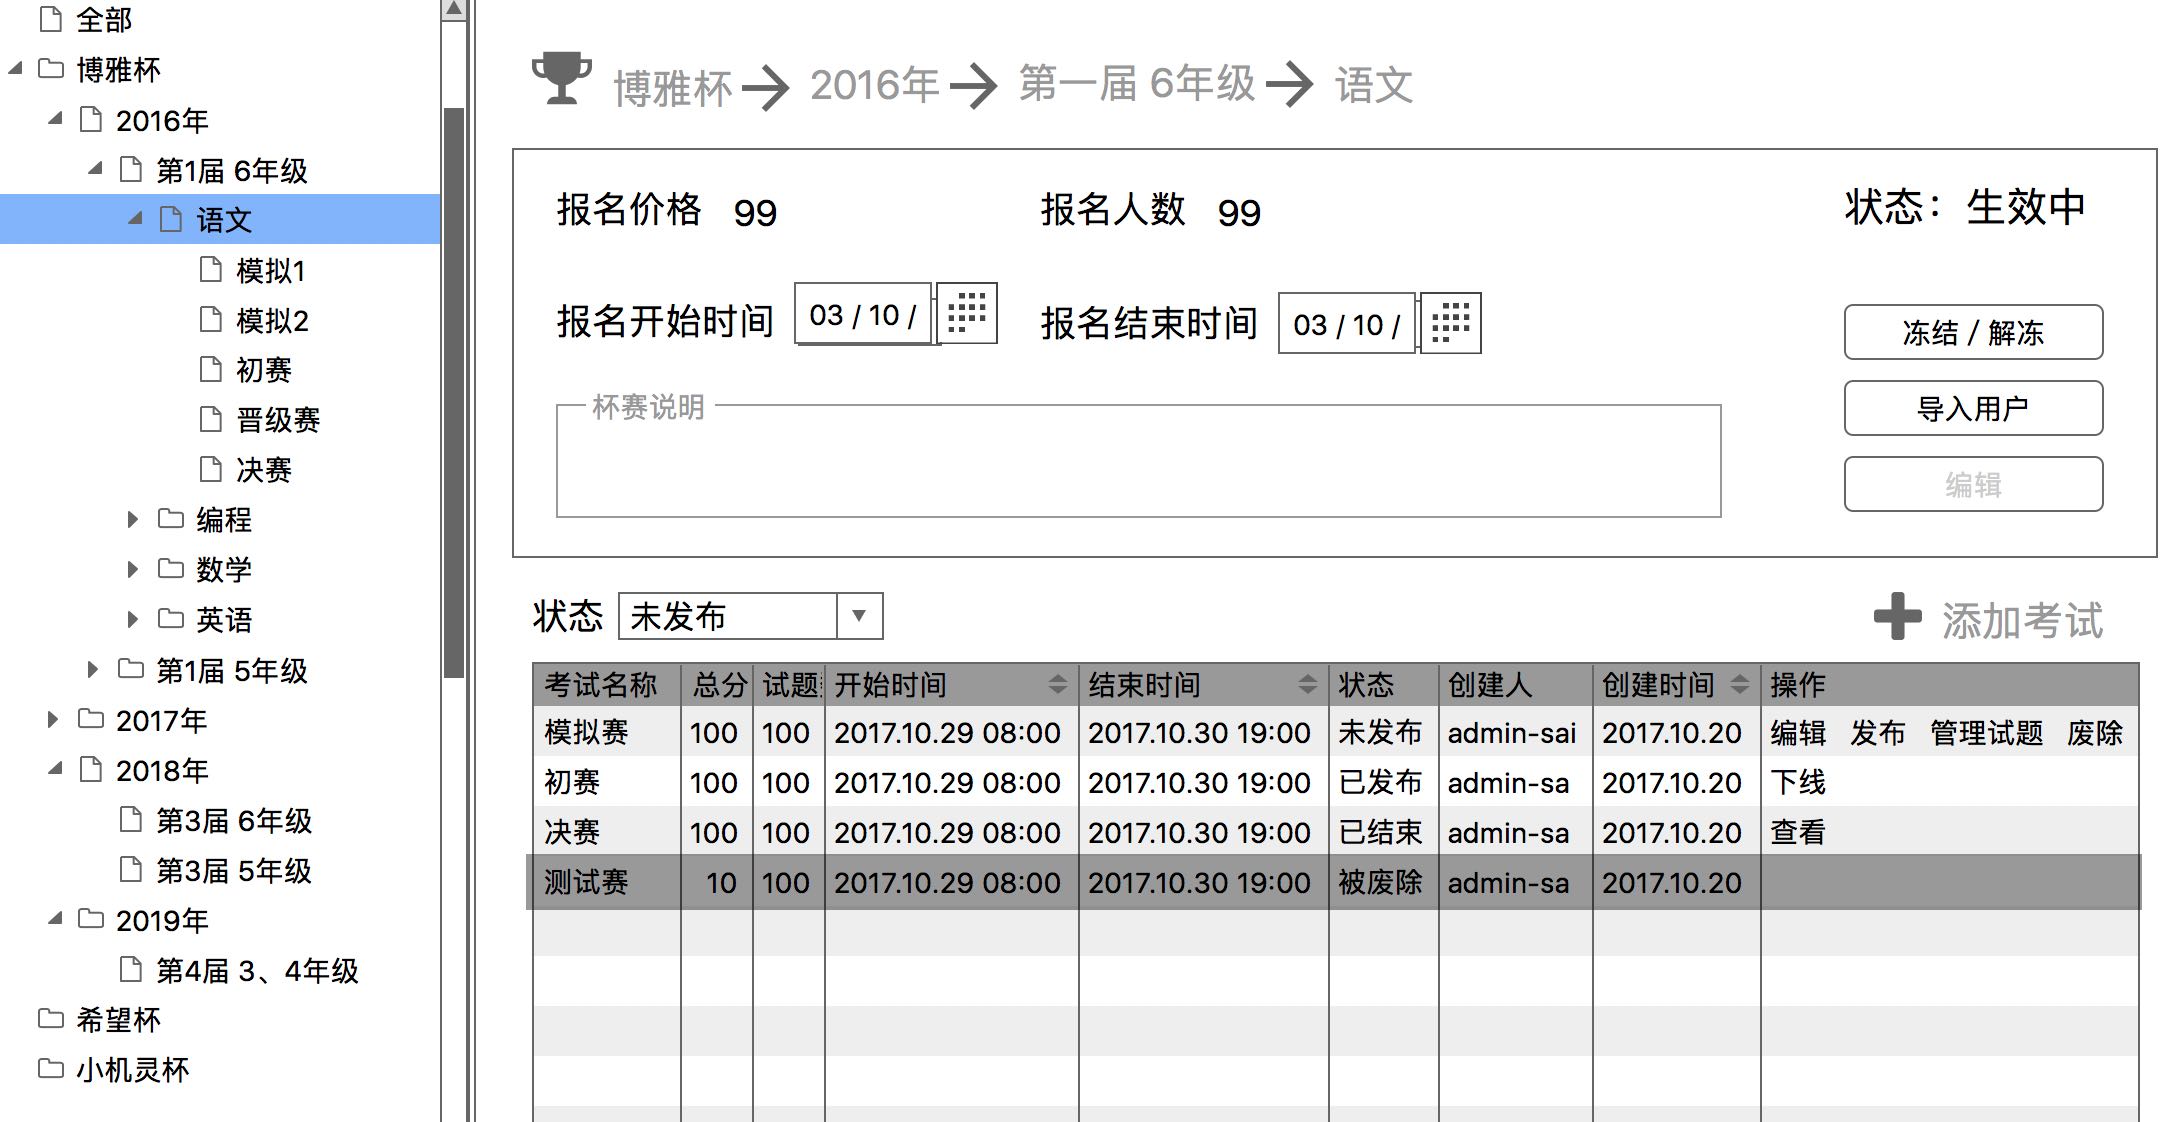 全部
博雅杯
2016年
第1届 6年级
语文
模拟1
模拟2
初赛
晋级赛
决赛
编程
数学
英语
第1届 5年级
2017年
2018年
第3届 6年级
第3届 5年级
2019年
第4届 3、4年级
希望杯
小机灵杯
博雅杯 2016年 第一届 6年级 语文
报名价格 99 报名人数 99 状态：生效中
报名开始时间 03 / 10 / 报名结束时间 03 / 10 /
冻结 / 解冻
导入用户
编辑
杯赛说明
状态 未发布 添加考试
考试名称 总分 试题 开始时间 结束时间 状态 创建人 创建时间 操作
模拟赛 100 100 2017.10.29 08:00 2017.10.30 19:00 未发布 admin-sai 2017.10.20 编辑 发布 管理试题 废除
初赛 100 100 2017.10.29 08:00 2017.10.30 19:00 已发布 admin-sa 2017.10.20 下线
决赛 100 100 2017.10.29 08:00 2017.10.30 19:00 已结束 admin-sa 2017.10.20 查看
测试赛 10 100 2017.10.29 08:00 2017.10.30 19:00 被废除 admin-sa 2017.10.20